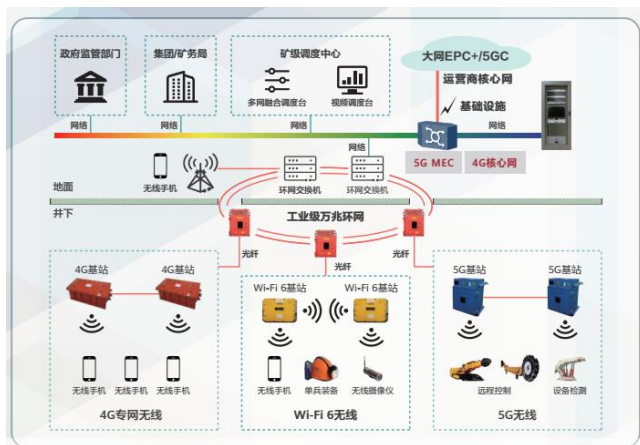 政府监管部门
集团/矿务局
矿级调度中心
多网融合调度台
视频调度台
大网EPC+/5GC
运营商核心网
基础设施
网络
网络
网络
网络
网络
5G MEC
4G核心网
无线手机
环网交换机
环网交换机
地面
井下
工业级万兆环网
光纤
光纤
光纤
4G基站
4G基站
Wi-Fi 6基站
Wi-Fi 6基站
5G基站
5G基站
无线手机
无线手机
无线手机
无线手机
单兵装备
无线摄像仪
远程控制
设备检测
4G专网无线
Wi-Fi 6无线
5G无线